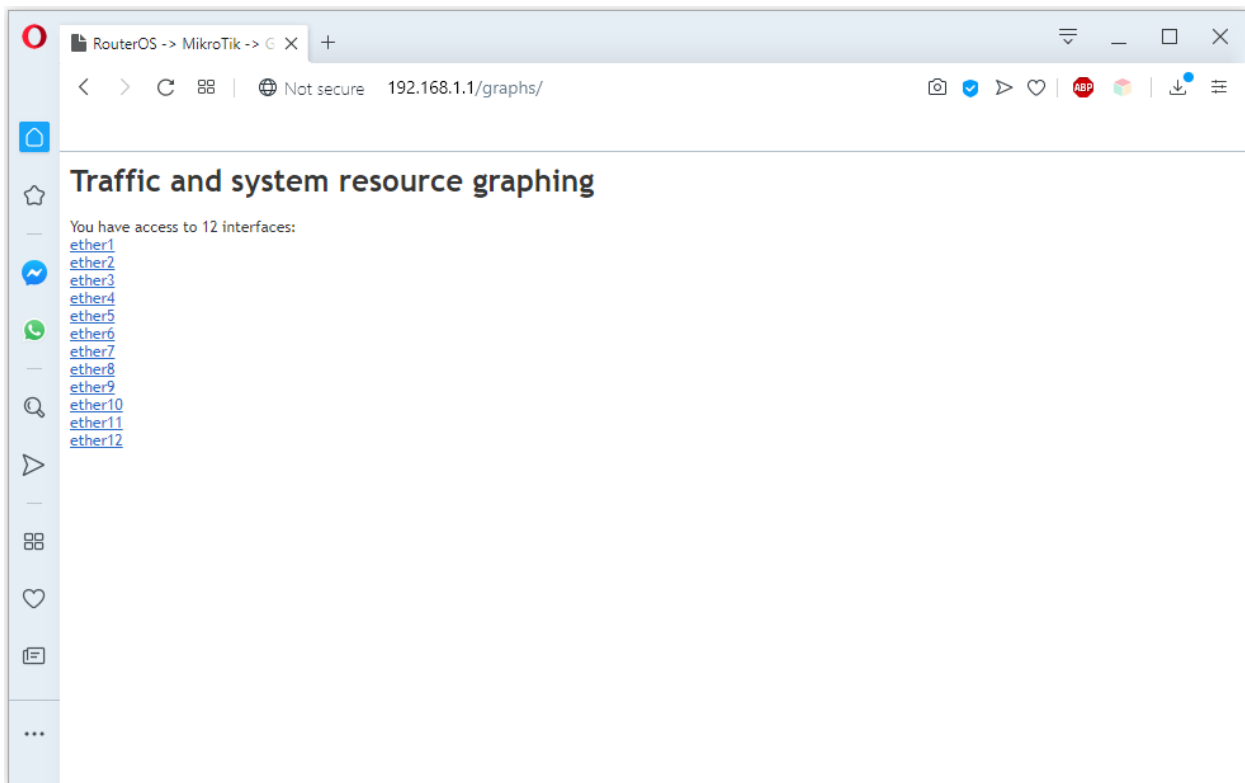 RouterOS -> MikroTik -> G
Not secure 192.168.1.1/graphs/
ABP
Traffic and system resource graphing
You have access to 12 interfaces:
ether1
ether2
ether3
ether4
ether5
ether6
ether7
ether8
ether9
ether10
ether11
ether12